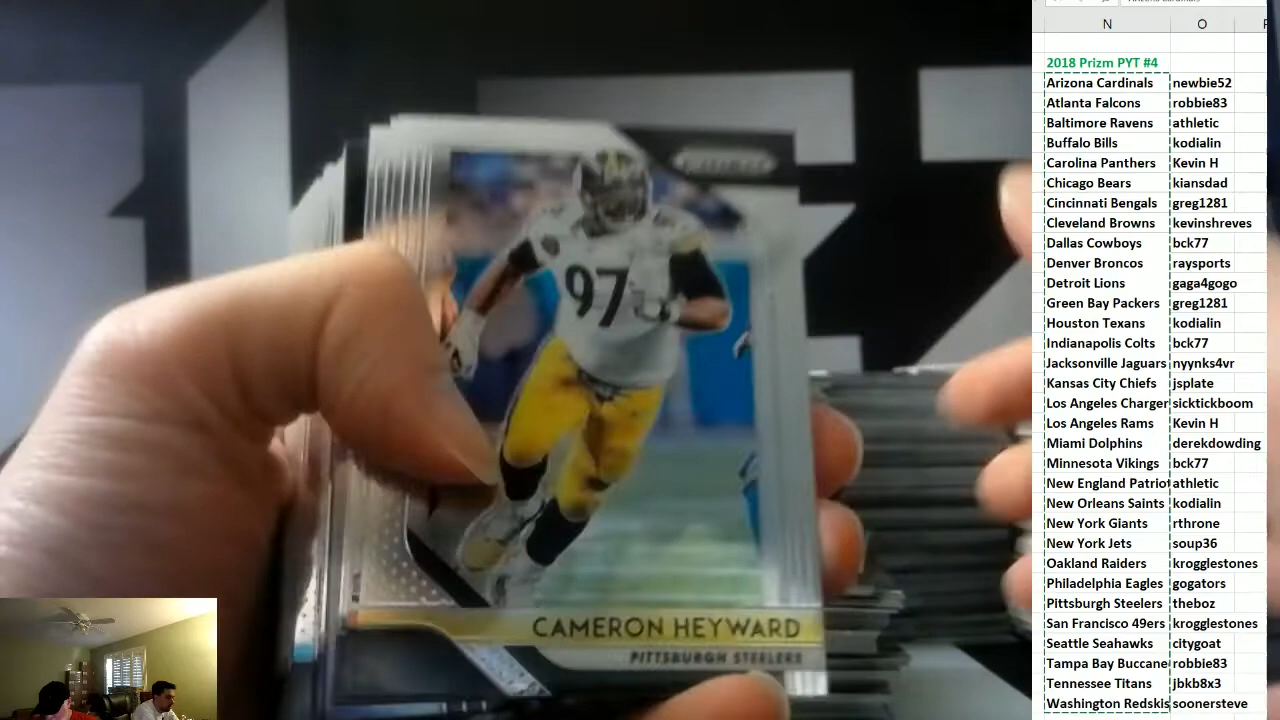 97
CAMERON HEYWARD
PITTSBURGH STEELERS
N O
2018 Prizm PYT #4
Arizona Cardinals newbie52
Atlanta Falcons robbie83
Baltimore Ravens athletic
Buffalo Bills kodialin
Carolina Panthers Kevin H
Chicago Bears kiansdad
Cincinnati Bengals greg1281
Cleveland Browns kevinshreves
Dallas Cowboys bck77
Denver Broncos raysports
Detroit Lions gaga4gogo
Green Bay Packers greg1281
Houston Texans kodialin
Indianapolis Colts bck77
Jacksonville Jaguars nyynks4vr
Kansas City Chiefs jsplate
Los Angeles Charger sicktickboom
Los Angeles Rams Kevin H
Miami Dolphins derekdowding
Minnesota Vikings bck77
New England Patriot athletic
New Orleans Saints kodialin
New York Giants rthrone
New York Jets soup36
Oakland Raiders krogglestones
Philadelphia Eagles gogators
Pittsburgh Steelers theboz
San Francisco 49ers krogglestones
Seattle Seahawks citygoat
Tampa Bay Buccane robbie83
Tennessee Titans jbkb8x3
Washington Redskis soonersteve